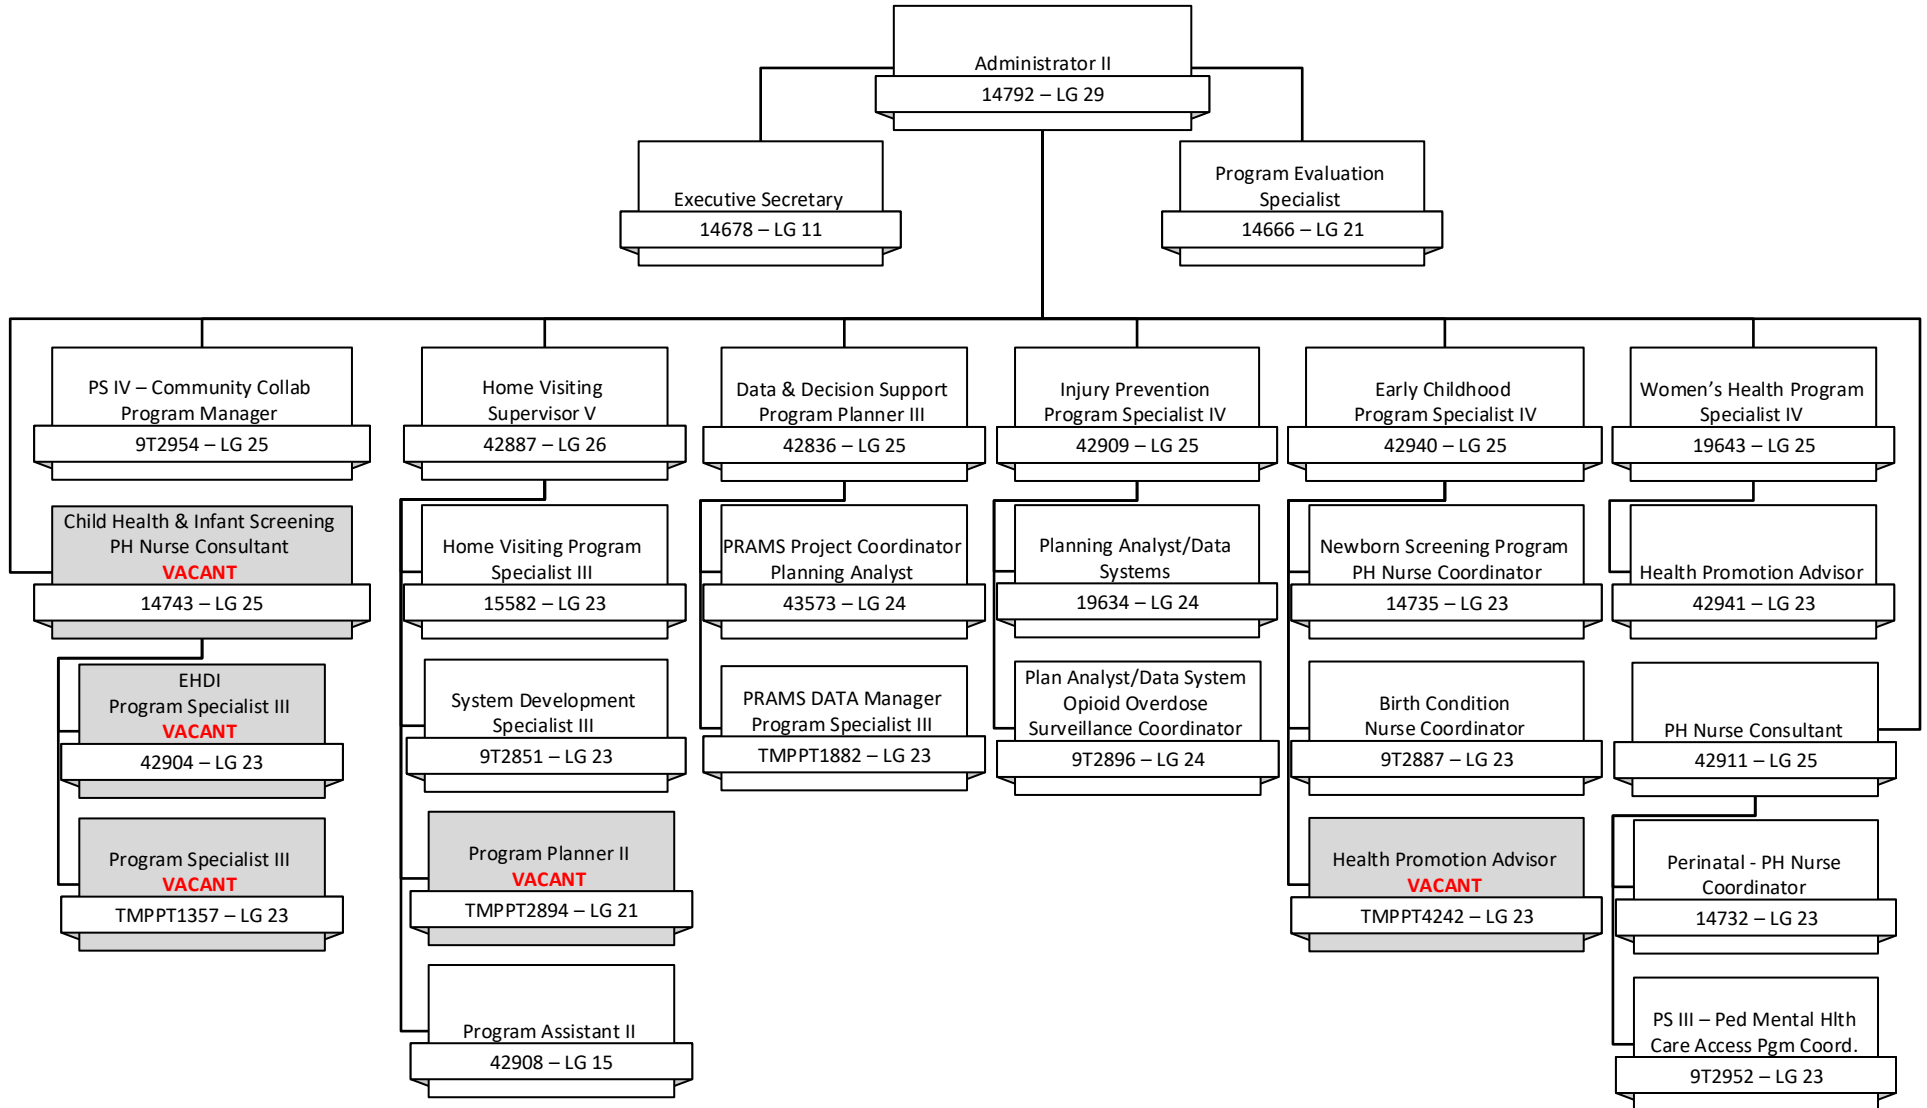 Administrator II
14792 – LG 29
Executive Secretary
14678 – LG 11
Program Evaluation
Specialist
14666 – LG 21
PS IV – Community Collab
Program Manager
9T2954 – LG 25
Home Visiting
Supervisor V
42887 – LG 26
Data & Decision Support
Program Planner III
42836 – LG 25
Injury Prevention
Program Specialist IV
42909 – LG 25
Early Childhood
Program Specialist IV
42940 – LG 25
Women’s Health Program
Specialist IV
19643 – LG 25
Child Health & Infant Screening
PH Nurse Consultant
VACANT
14743 – LG 25
Home Visiting Program
Specialist III
15582 – LG 23
PRAMS Project Coordinator
Planning Analyst
43573 – LG 24
Planning Analyst/Data
Systems
19634 – LG 24
Newborn Screening Program
PH Nurse Coordinator
14735 – LG 23
Health Promotion Advisor
42941 – LG 23
EHDI
Program Specialist III
VACANT
42904 – LG 23
System Development
Specialist III
9T2851 – LG 23
PRAMS DATA Manager
Program Specialist III
TMPPT1882 – LG 23
Plan Analyst/Data System
Opioid Overdose
Surveillance Coordinator
9T2896 – LG 24
Birth Condition
Nurse Coordinator
9T2887 – LG 23
PH Nurse Consultant
42911 – LG 25
Program Specialist III
VACANT
TMPPT1357 – LG 23
Program Planner II
VACANT
TMPPT2894 – LG 21
Health Promotion Advisor
VACANT
TMPPT4242 – LG 23
Perinatal - PH Nurse
Coordinator
14732 – LG 23
Program Assistant II
42908 – LG 15
PS III – Ped Mental Hlth
Care Access Pgm Coord.
9T2952 – LG 23